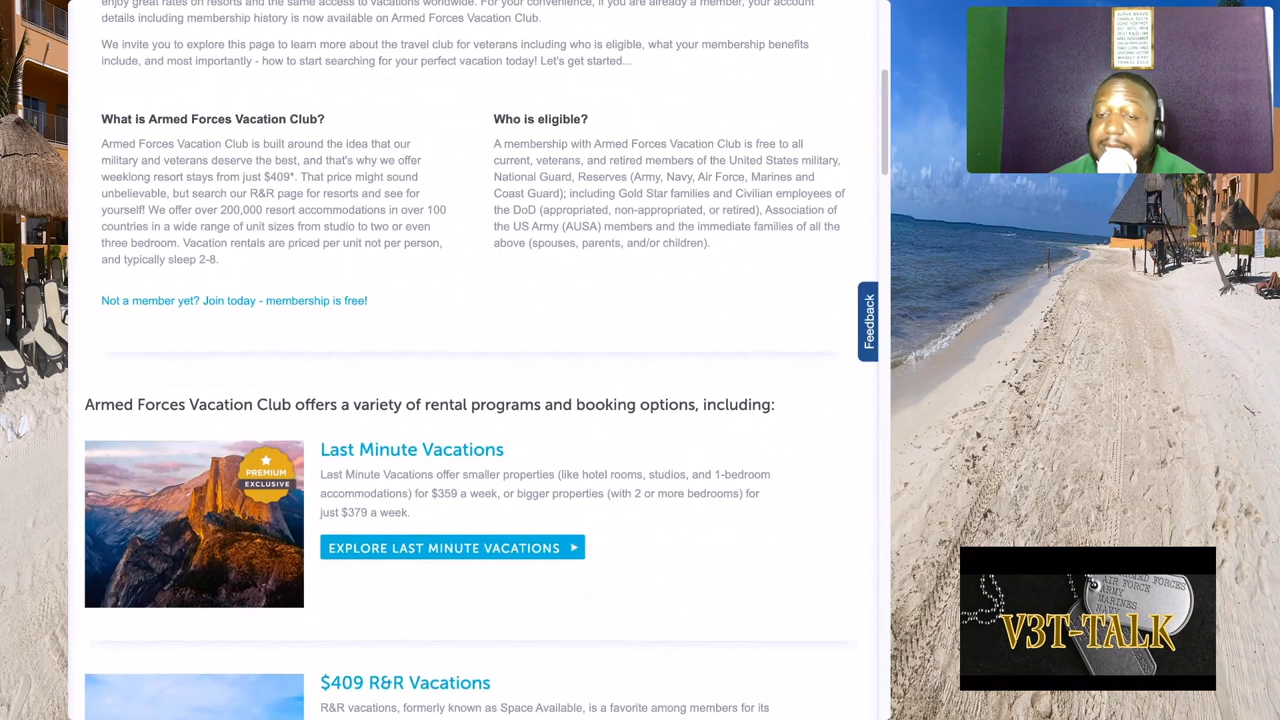 enjoy great rates on resorts and the same access to vacations worldwide. For your convenience, if you are already a member, your account
details including membership history is now available on Armed Forces Vacation Club.
We invite you to explore this page to learn more about the travel club for veterans including who is eligible, what your membership benefits
include, and most importantly - how to start searching for your perfect vacation today! Let's get started...
What is Armed Forces Vacation Club?
Armed Forces Vacation Club is built around the idea that our
military and veterans deserve the best, and that's why we offer
weeklong resort stays from just $409*. That price might sound
unbelievable, but search our R&R page for resorts and see for
yourself! We offer over 200,000 resort accommodations in over 100
countries in a wide range of unit sizes from studio to two or even
three bedroom. Vacation rentals are priced per unit not per person,
and typically sleep 2-8.
Not a member yet? Join today - membership is free!
Who is eligible?
A membership with Armed Forces Vacation Club is free to all
current, veterans, and retired members of the United States military,
National Guard, Reserves (Army, Navy, Air Force, Marines and
Coast Guard); including Gold Star families and Civilian employees of
the DoD (appropriated, non-appropriated, or retired), Association of
the US Army (AUSA) members and the immediate families of all the
above (spouses, parents, and/or children).
Feedback
Armed Forces Vacation Club offers a variety of rental programs and booking options, including:
PREMIUM
EXCLUSIVE
Last Minute Vacations
Last Minute Vacations offer smaller properties (like hotel rooms, studios, and 1-bedroom
accommodations) for $359 a week, or bigger properties (with 2 or more bedrooms) for
just $379 a week.
EXPLORE LAST MINUTE VACATIONS
$409 R&R Vacations
R&R vacations, formerly known as Space Available, is a favorite among members for its
ARMED FORCES
AIR FORCE
ARMY
MARINES
NAVY
V3T-TALK